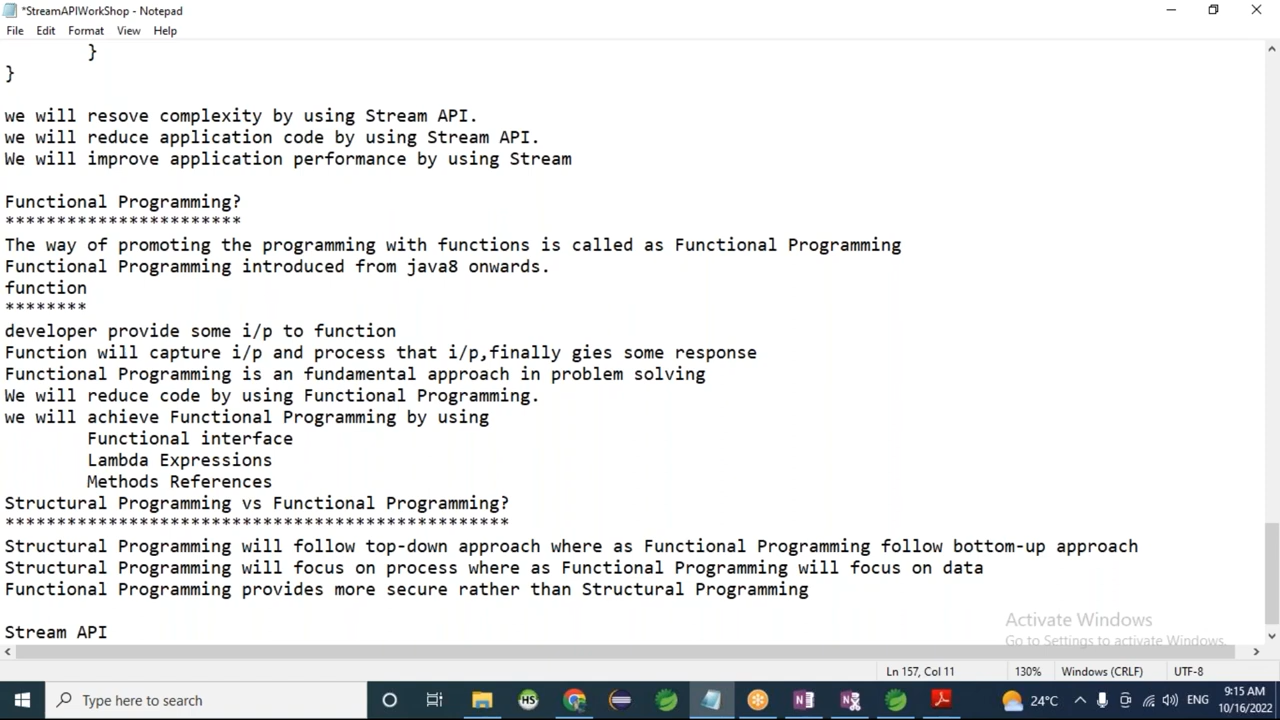 *StreamAPIWorkShop - Notepad
File Edit Format View Help
}
}
we will resove complexity by using Stream API.
we will reduce application code by using Stream API.
We will improve application performance by using Stream
Functional Programming?
***********************
The way of promoting the programming with functions is called as Functional Programming
Functional Programming introduced from java8 onwards.
function
********
developer provide some i/p to function
Function will capture i/p and process that i/p,finally gies some response
Functional Programming is an fundamental approach in problem solving
We will reduce code by using Functional Programming.
we will achieve Functional Programming by using
Functional interface
Lambda Expressions
Methods References
Structural Programming vs Functional Programming?
*************************************************
Structural Programming will follow top-down approach where as Functional Programming follow bottom-up approach
Structural Programming will focus on process where as Functional Programming will focus on data
Functional Programming provides more secure rather than Structural Programming
Activate Windows
Stream API
Go to Settings to activate Windows.
Ln 157, Col 11 130% Windows (CRLF) UTF-8
Type here to search HS N N 24°C ENG 9:15 AM
10/16/2022